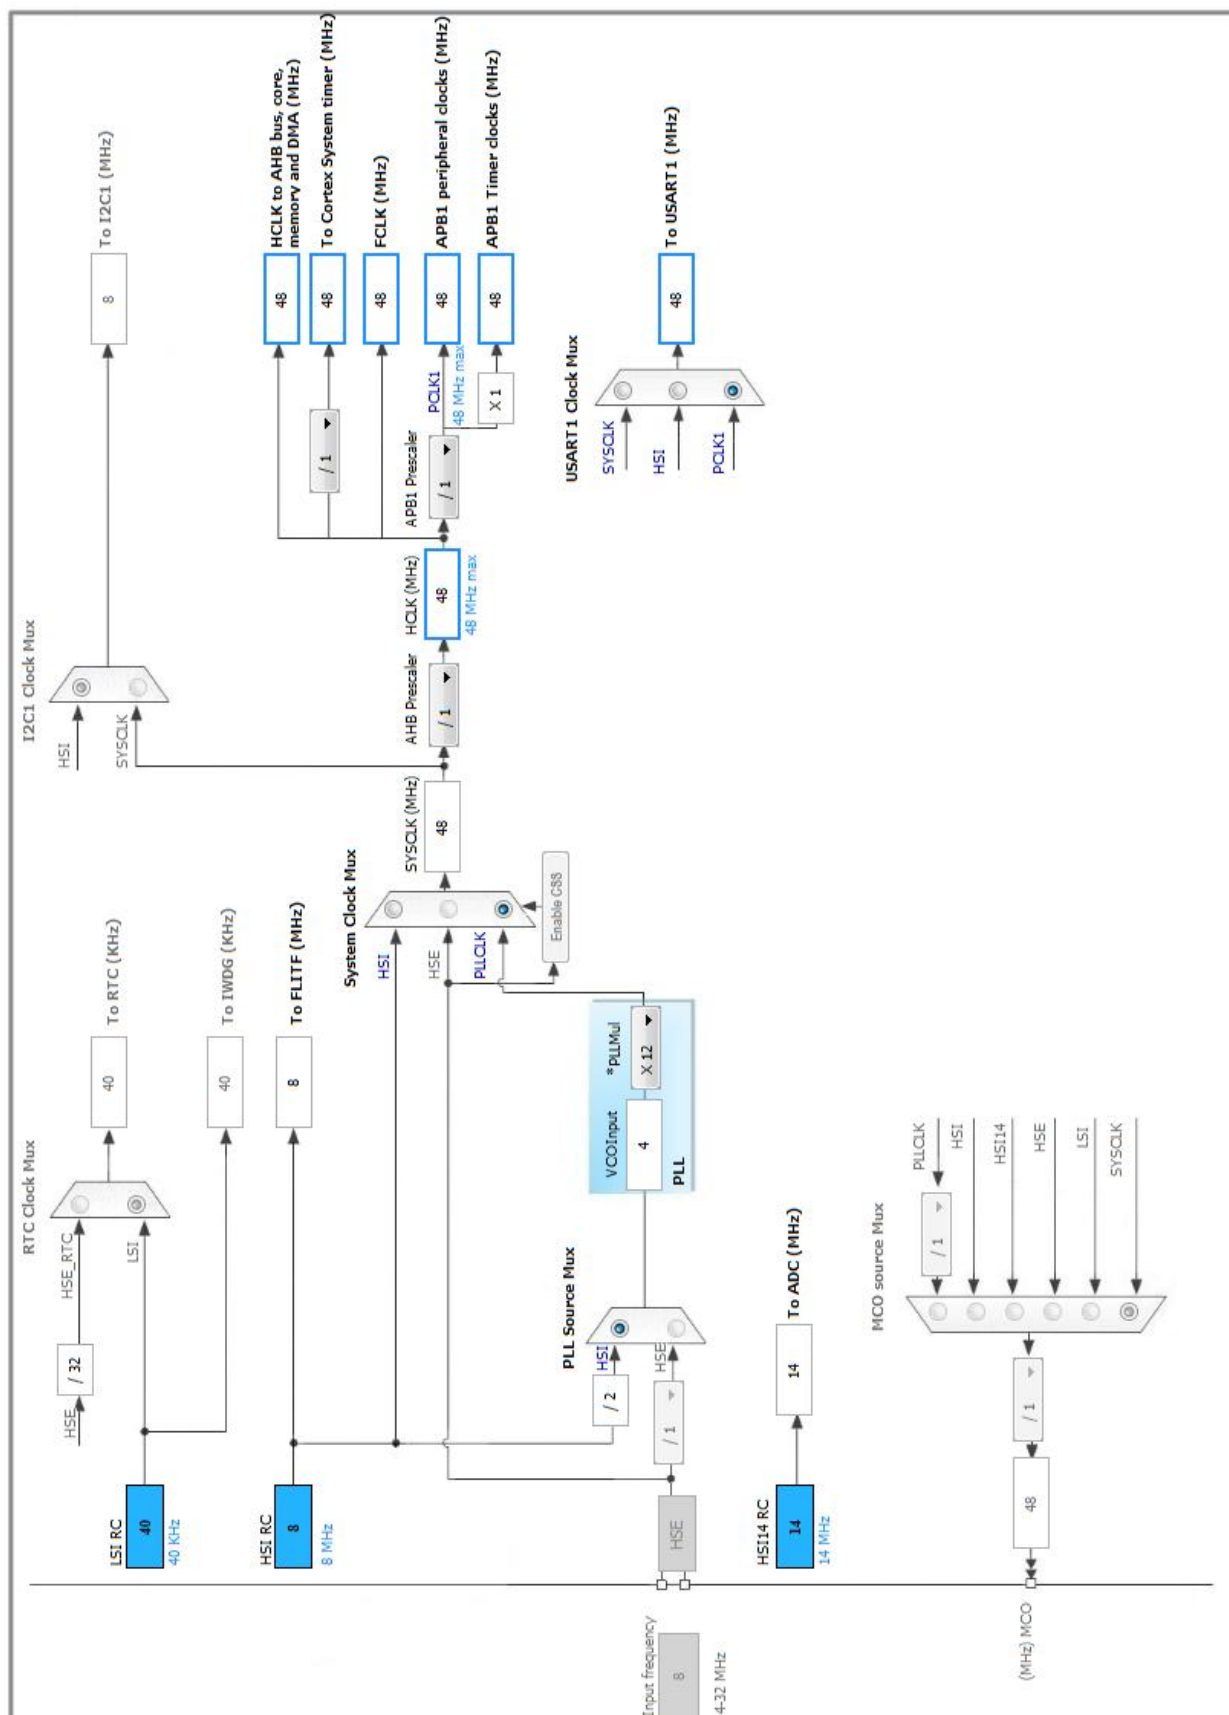 RTC Clock Mux
HSE
/ 32
HSE_RTC
LSI
40
To RTC (KHz)
LSI RC
40
40 KHz
40
To IWDG (KHz)
HSI RC
8
8 MHz
8
To FLITF (MHz)
I2C1 Clock Mux
HSI
SYSCLK
8
To I2C1 (MHz)
System Clock Mux
HSI
HSE
PLLCLK
Enable CSS
SYSCLK (MHz)
48
AHB Prescaler
/ 1
HCLK (MHz)
48
48 MHz max
APB1 Prescaler
/ 1
PCLK1
48 MHz max
X 1
/ 1
48
HCLK to AHB bus, core,
memory and DMA (MHz)
48
To Cortex System timer (MHz)
48
FCLK (MHz)
48
APB1 peripheral clocks (MHz)
48
APB1 Timer clocks (MHz)
PLL Source Mux
/ 2
HSI
/ 1
HSE
VCOInput
4
*PLLMul
X 12
PLL
Input frequency
8
4-32 MHz
HSE
USART1 Clock Mux
SYSCLK
HSI
PCLK1
48
To USART1 (MHz)
HSI14 RC
14
14 MHz
14
To ADC (MHz)
MCO source Mux
/ 1
PLLCLK
HSI
HSI14
HSE
LSI
SYSCLK
(MHz) MCO
48
/ 1